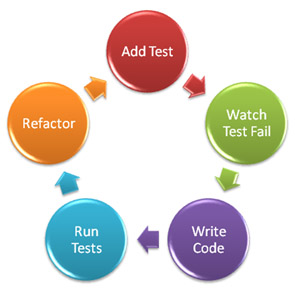 Add Test
Watch
Test Fail
Write
Code
Run
Tests
Refactor